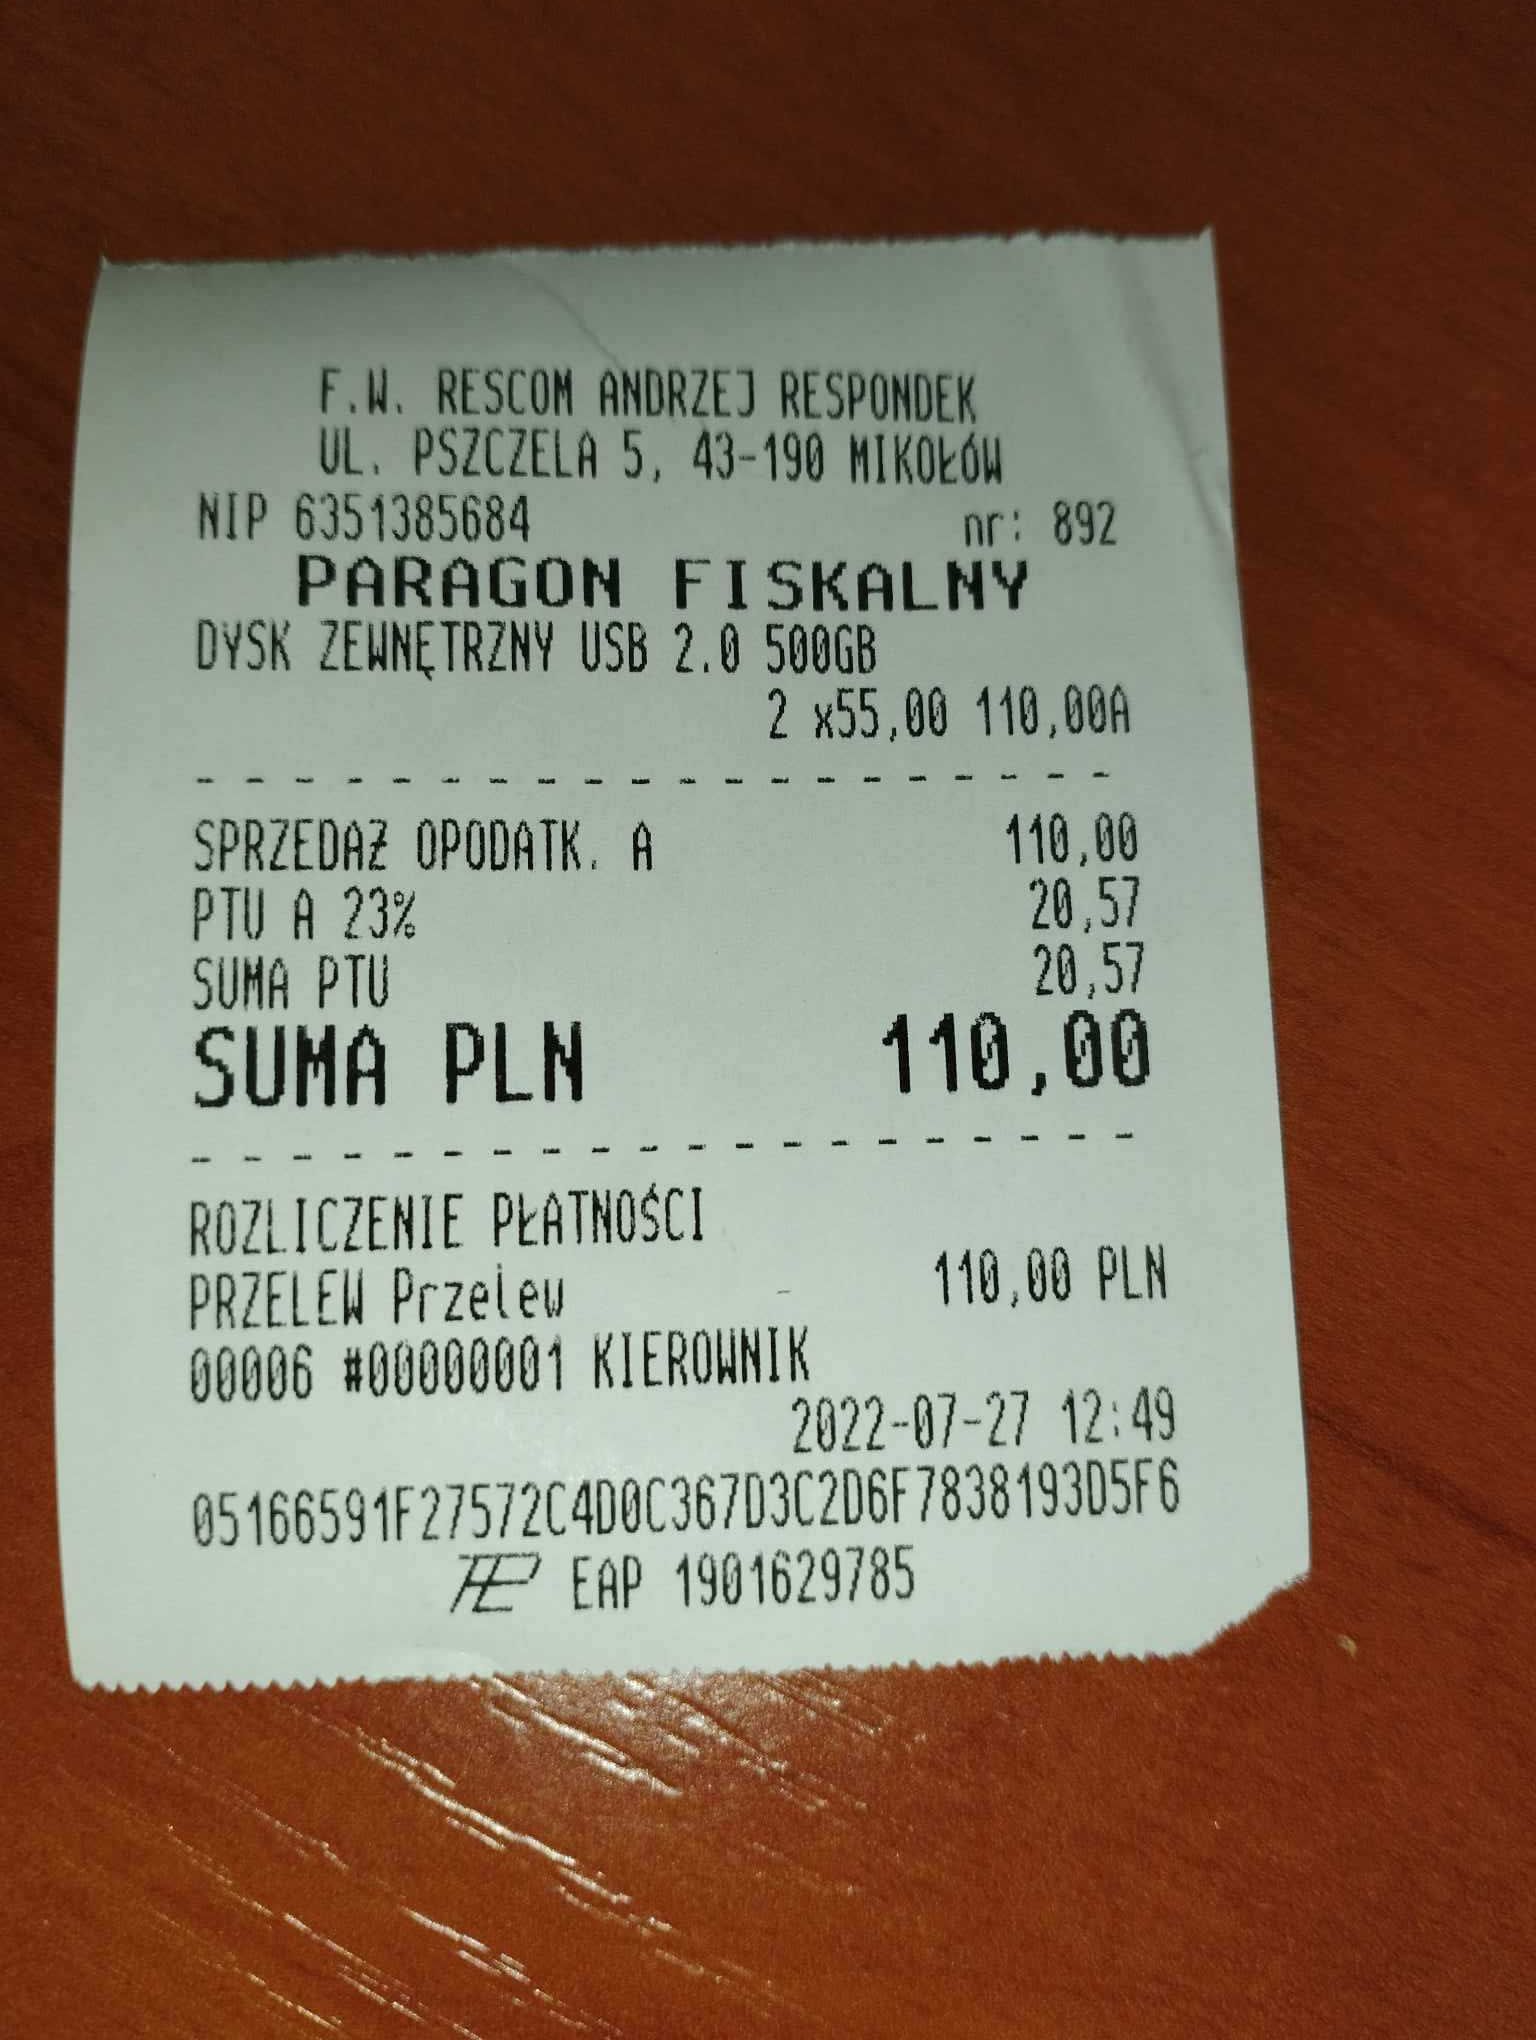 F.W. RESCOM ANDRZEJ RESPONDEK
UL. PSZCZELA 5, 43-190 MIKOŁÓW
NIP 6351385684 nr: 892
PARAGON FISKALNY
DYSK ZEWNĘTRZNY USB 2.0 500GB
2 x55,00 110,00A
SPRZEDAŻ OPODATK. A 110,00
PTU A 23% 20,57
SUMA PTU 20,57
SUMA PLN 110,00
ROZLICZENIE PŁATNOŚCI
PRZELEW Przelew 110,00 PLN
00006 #00000001 KIEROWNIK
2022-07-27 12:49
05166591F27572C4D0C367D3C2D6F7838193D5F6
EAP 1901629785